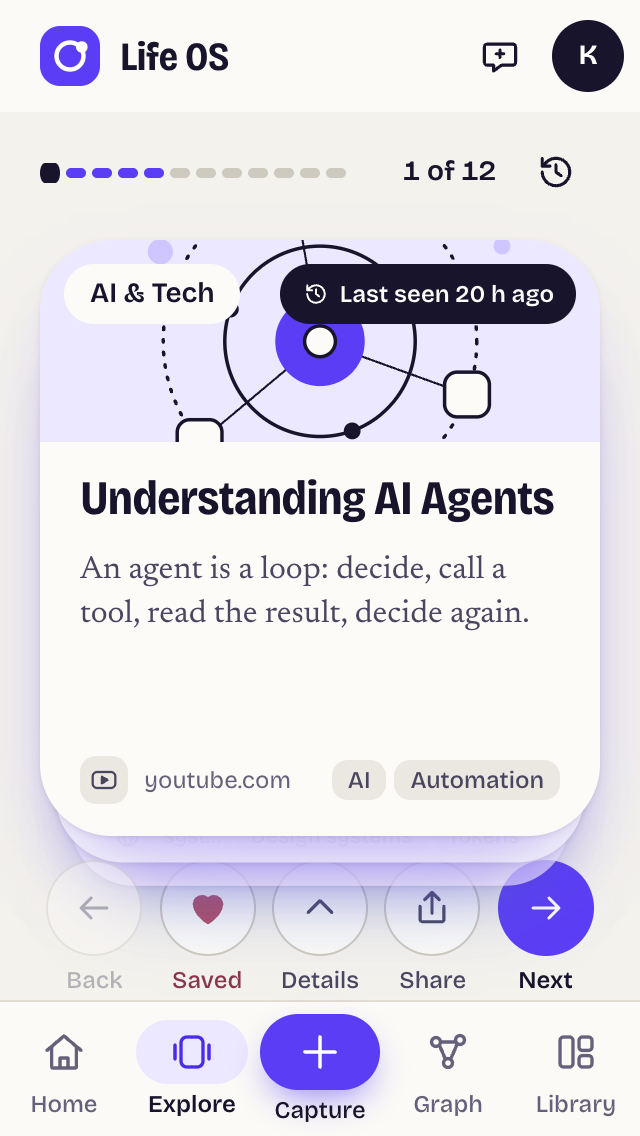 Life OS
K
1 of 12
AI & Tech
Last seen 20 h ago
Understanding AI Agents
An agent is a loop: decide, call a
tool, read the result, decide again.
youtube.com
AI
Automation
Design systems
Tokens
Back
Saved
Details
Share
Next
Home
Explore
Capture
Graph
Library